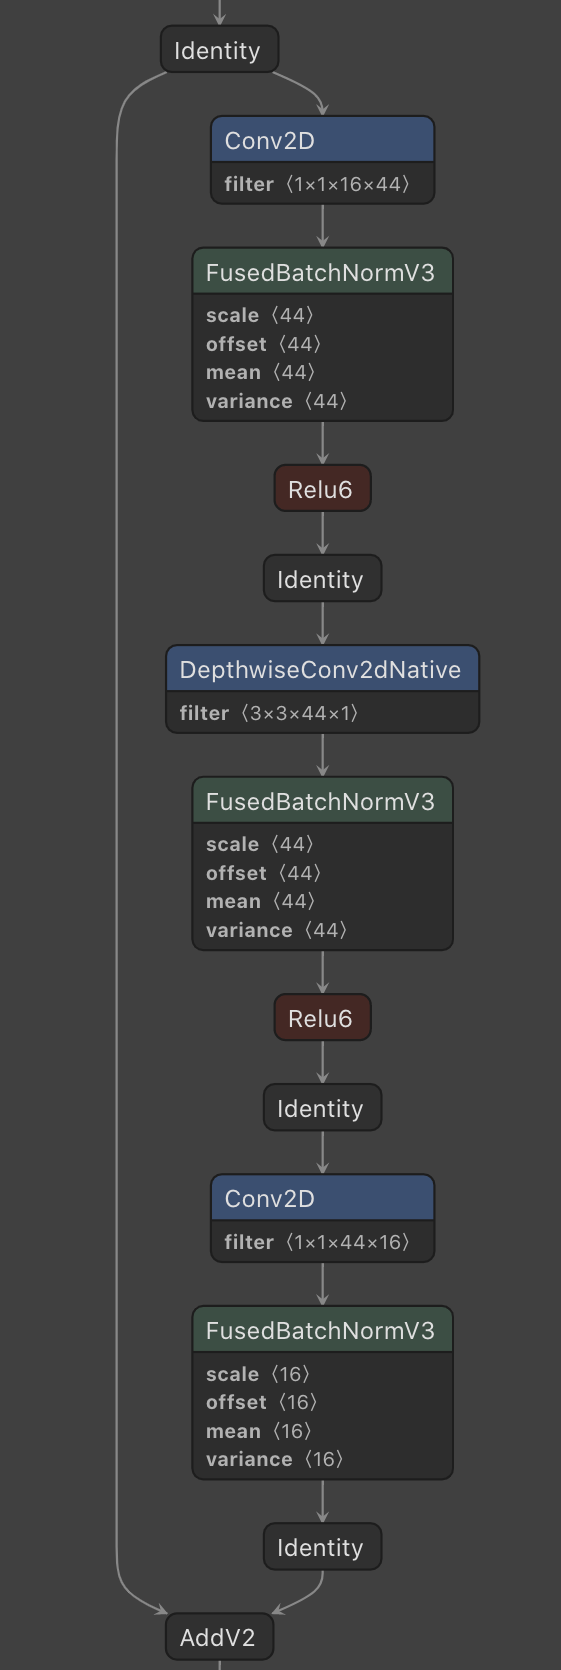 Identity
Conv2D
filter 〈1×1×16×44〉
FusedBatchNormV3
scale 〈44〉
offset 〈44〉
mean 〈44〉
variance 〈44〉
Relu6
Identity
DepthwiseConv2dNative
filter 〈3×3×44×1〉
FusedBatchNormV3
scale 〈44〉
offset 〈44〉
mean 〈44〉
variance 〈44〉
Relu6
Identity
Conv2D
filter 〈1×1×44×16〉
FusedBatchNormV3
scale 〈16〉
offset 〈16〉
mean 〈16〉
variance 〈16〉
Identity
AddV2